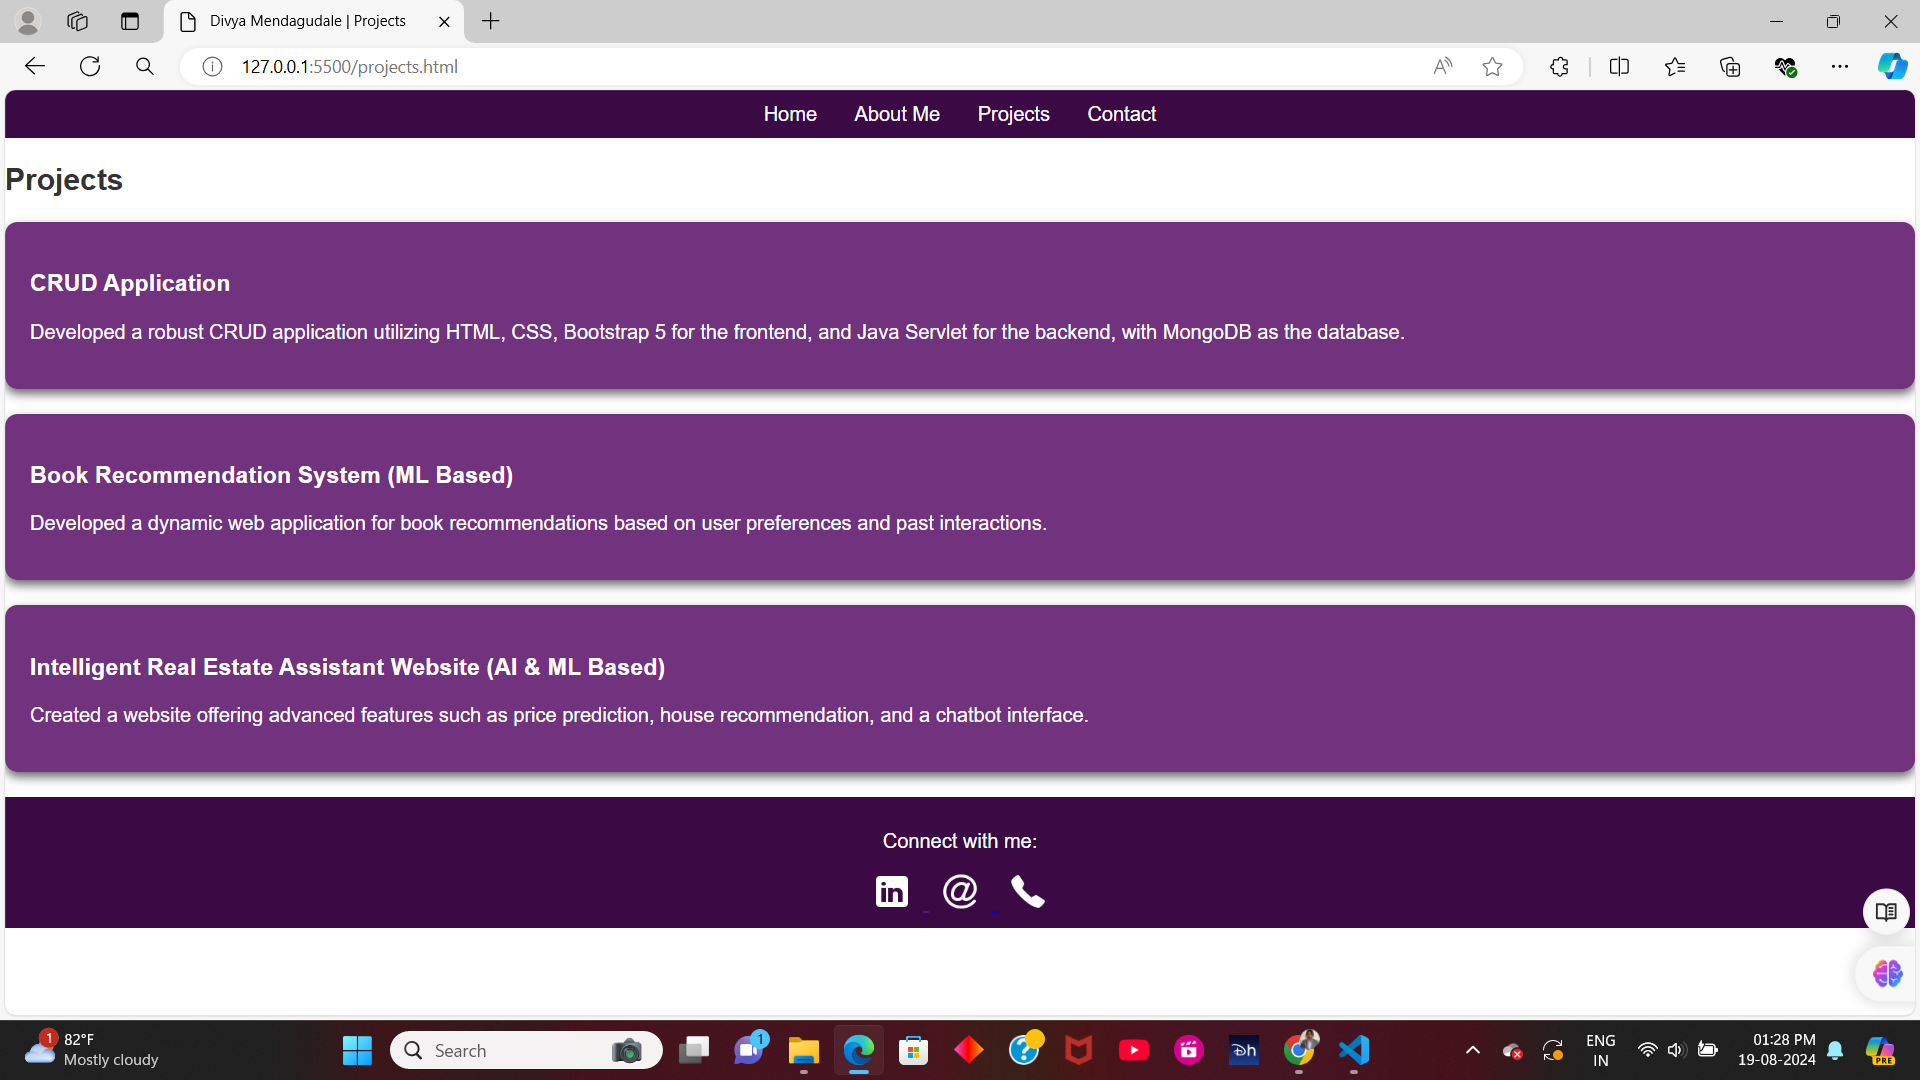 Divya Mendagudale | Projects
127.0.0.1:5500/projects.html
Home About Me Projects Contact
Projects
CRUD Application
Developed a robust CRUD application utilizing HTML, CSS, Bootstrap 5 for the frontend, and Java Servlet for the backend, with MongoDB as the database.
Book Recommendation System (ML Based)
Developed a dynamic web application for book recommendations based on user preferences and past interactions.
Intelligent Real Estate Assistant Website (AI & ML Based)
Created a website offering advanced features such as price prediction, house recommendation, and a chatbot interface.
Connect with me:
in @
1 82°F
Mostly cloudy
Search
1
Dh
ENG
IN
01:28 PM
19-08-2024
PRE